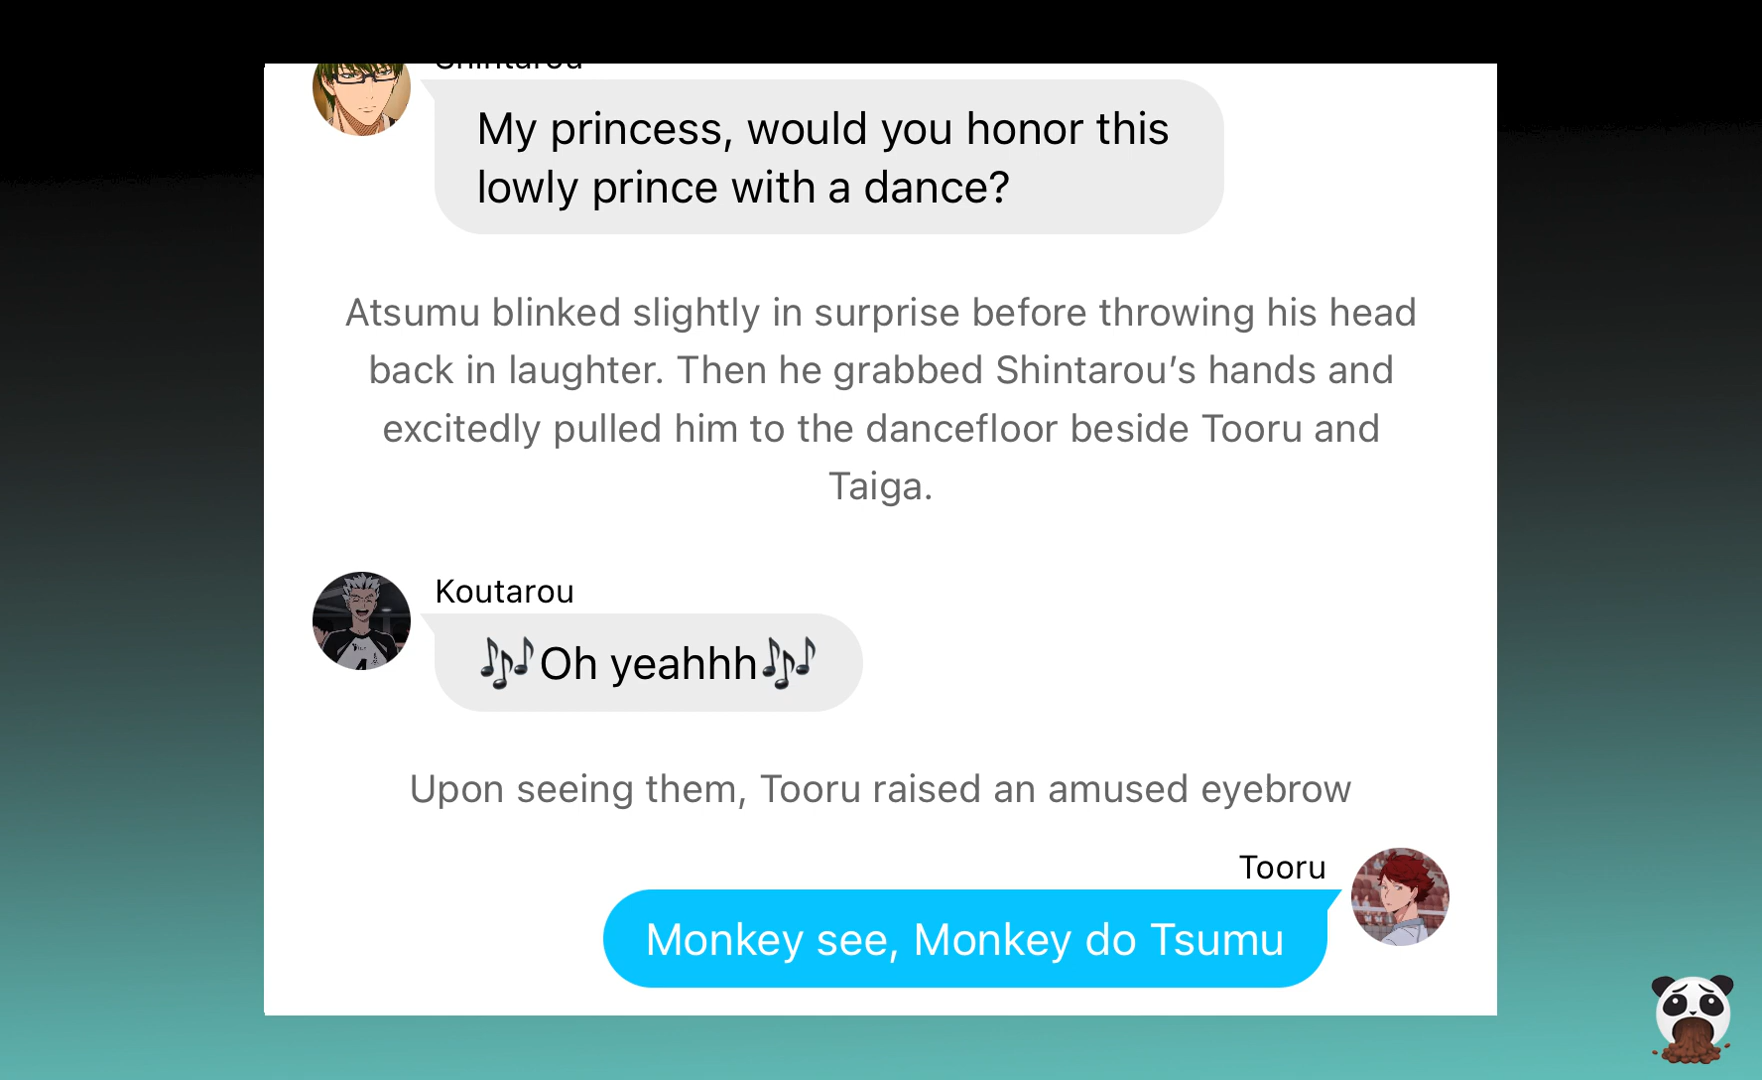 Shintarou
My princess, would you honor this
lowly prince with a dance?
Atsumu blinked slightly in surprise before throwing his head
back in laughter. Then he grabbed Shintarou’s hands and
excitedly pulled him to the dancefloor beside Tooru and
Taiga.
Koutarou
🎶Oh yeahhh🎶
Upon seeing them, Tooru raised an amused eyebrow
Tooru
Monkey see, Monkey do Tsumu